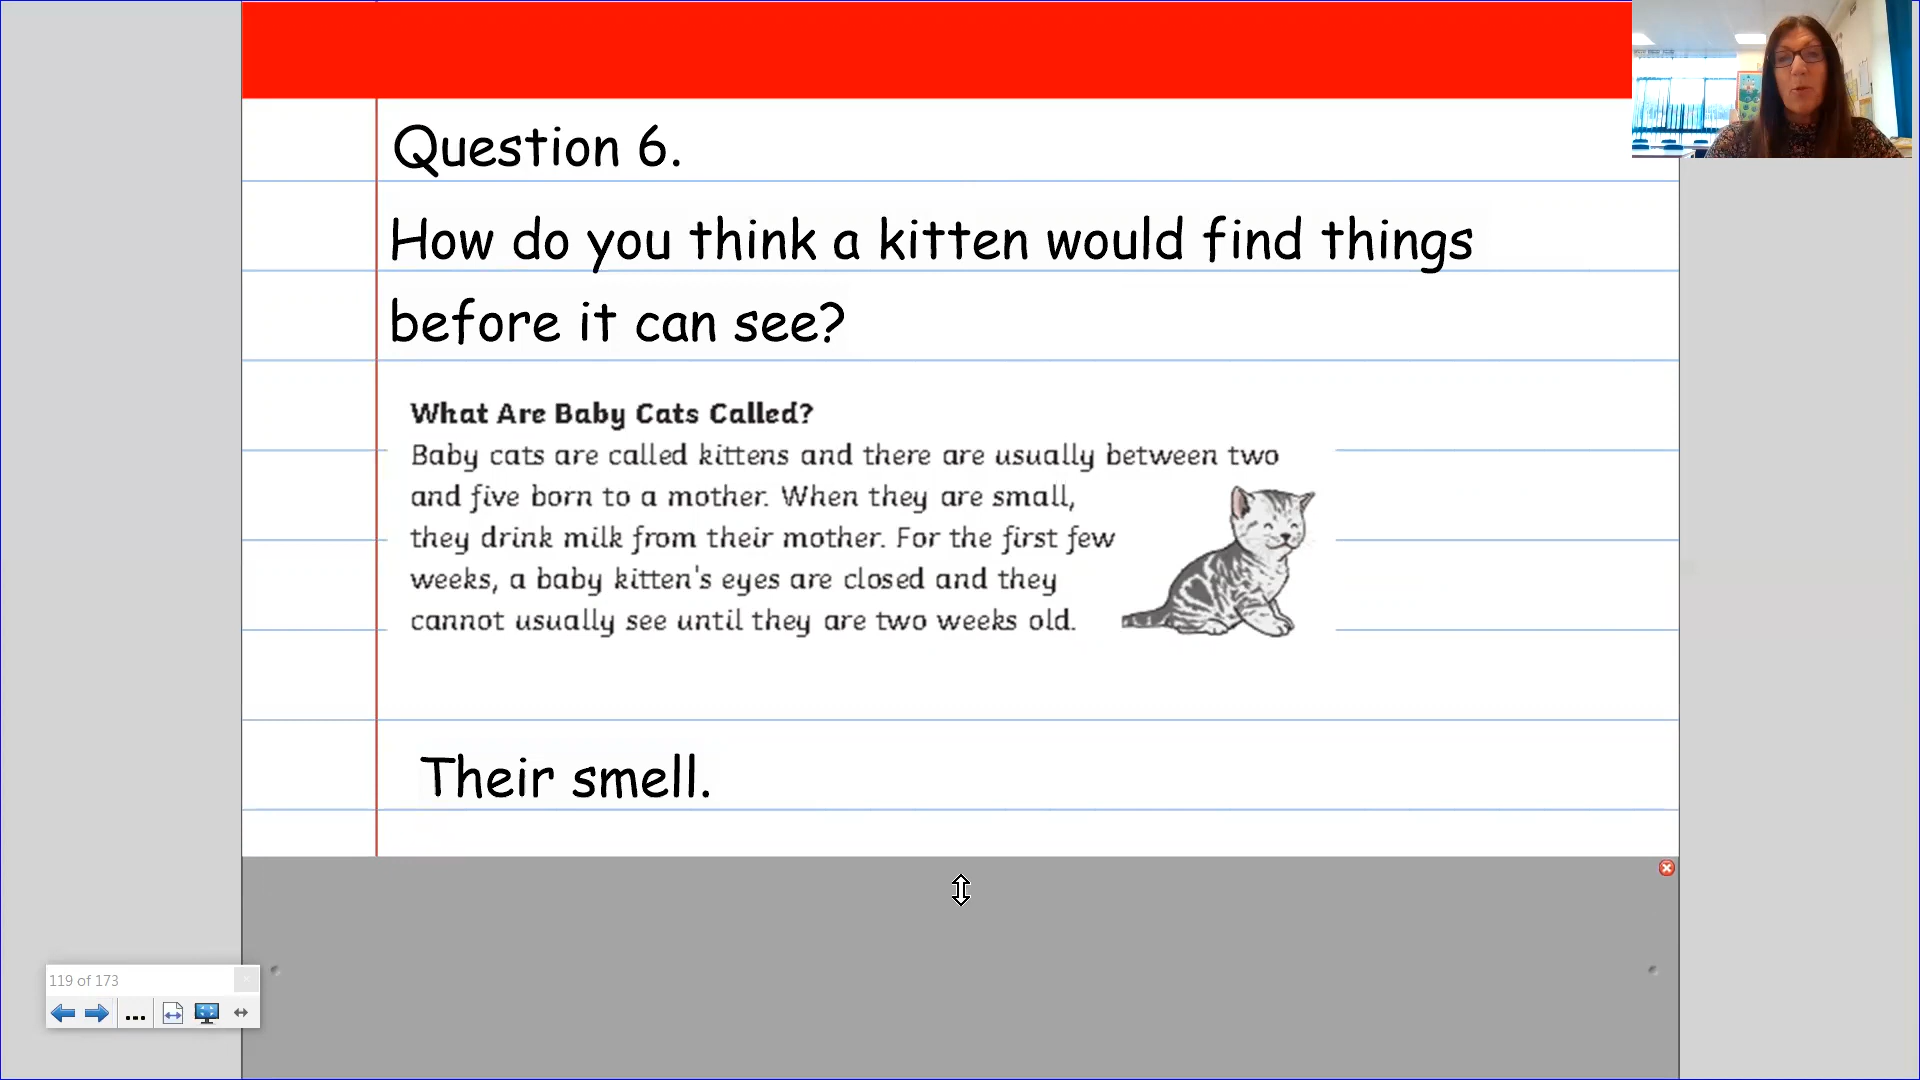 Question 6.
How do you think a kitten would find things
before it can see?
What Are Baby Cats Called?
Baby cats are called kittens and there are usually between two
and five born to a mother. When they are small,
they drink milk from their mother. For the first few
weeks, a baby kitten's eyes are closed and they
cannot usually see until they are two weeks old.
Their smell.
119 of 173
...